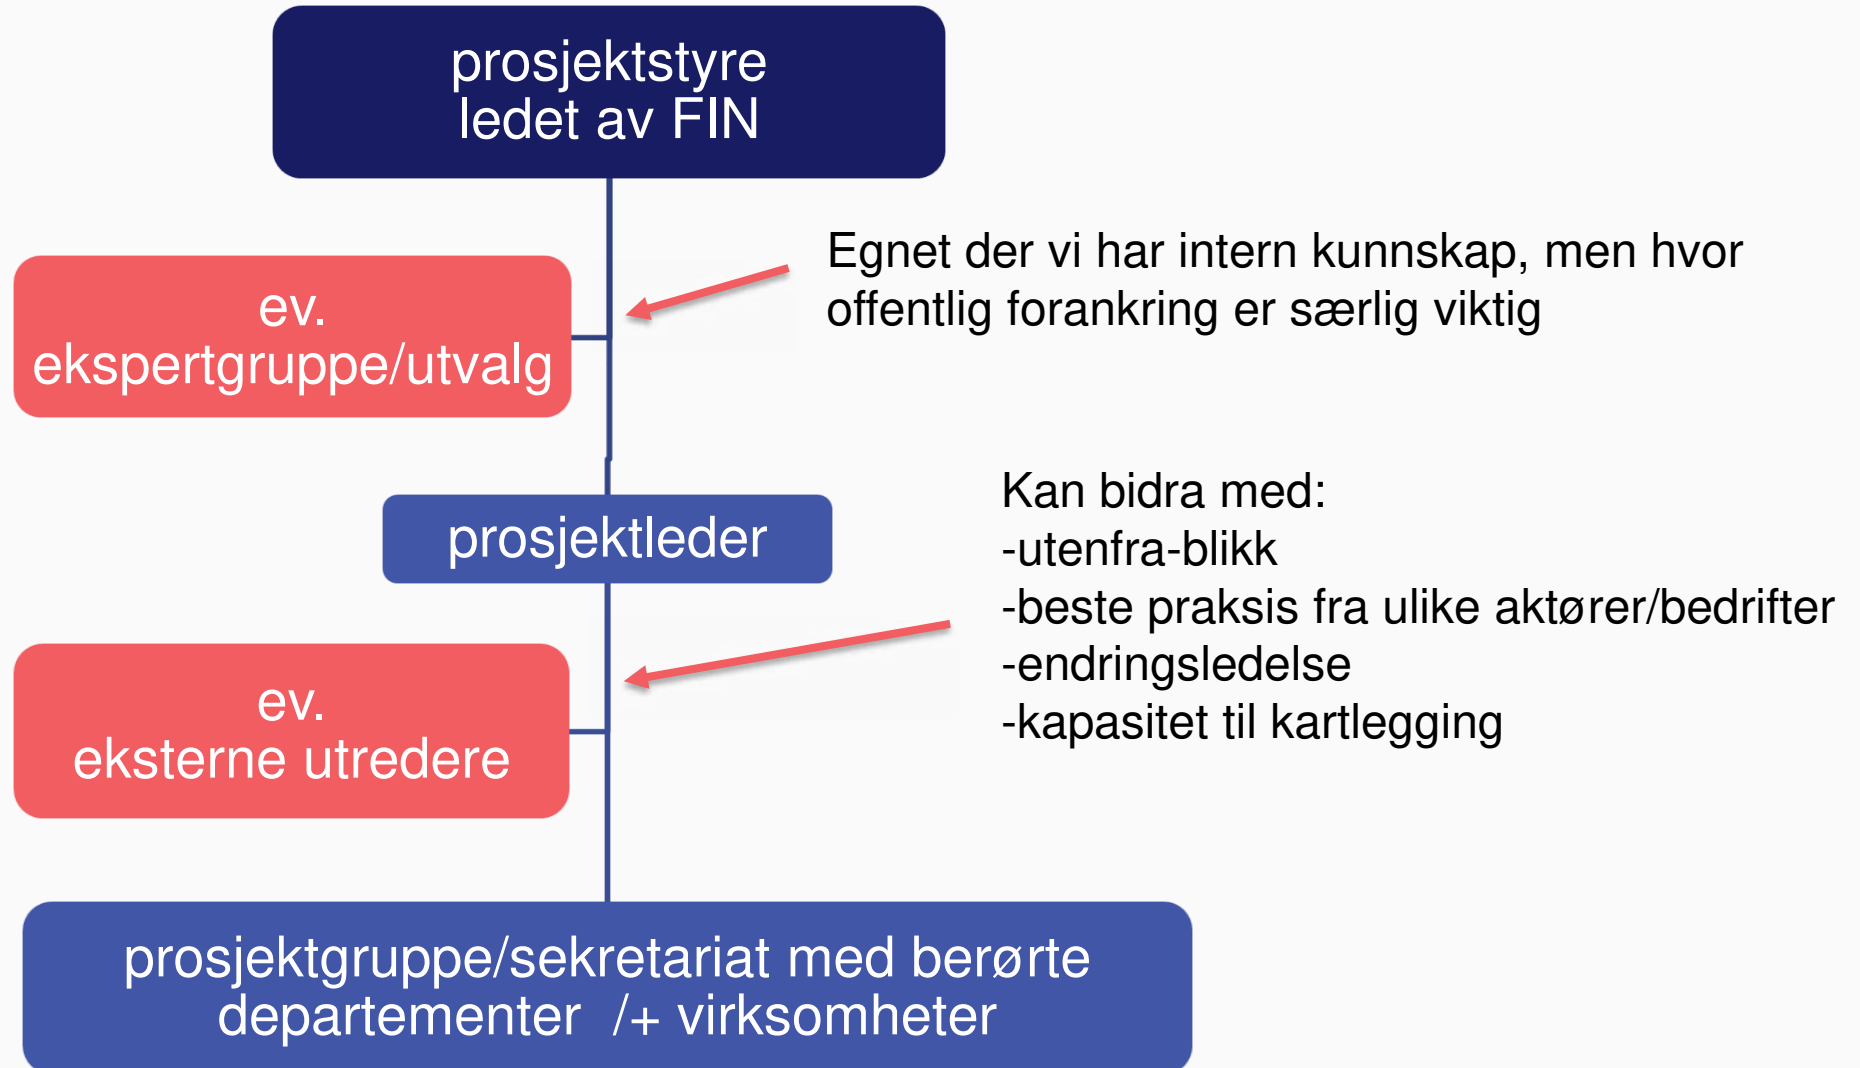 prosjektstyre
ledet av FIN
Egnet der vi har intern kunnskap, men hvor
offentlig forankring er særlig viktig
ev.
ekspertgruppe/utvalg
prosjektleder
Kan bidra med:
-utenfra-blikk
-beste praksis fra ulike aktører/bedrifter
-endringsledelse
-kapasitet til kartlegging
ev.
eksterne utredere
prosjektgruppe/sekretariat med berørte
departementer /+ virksomheter